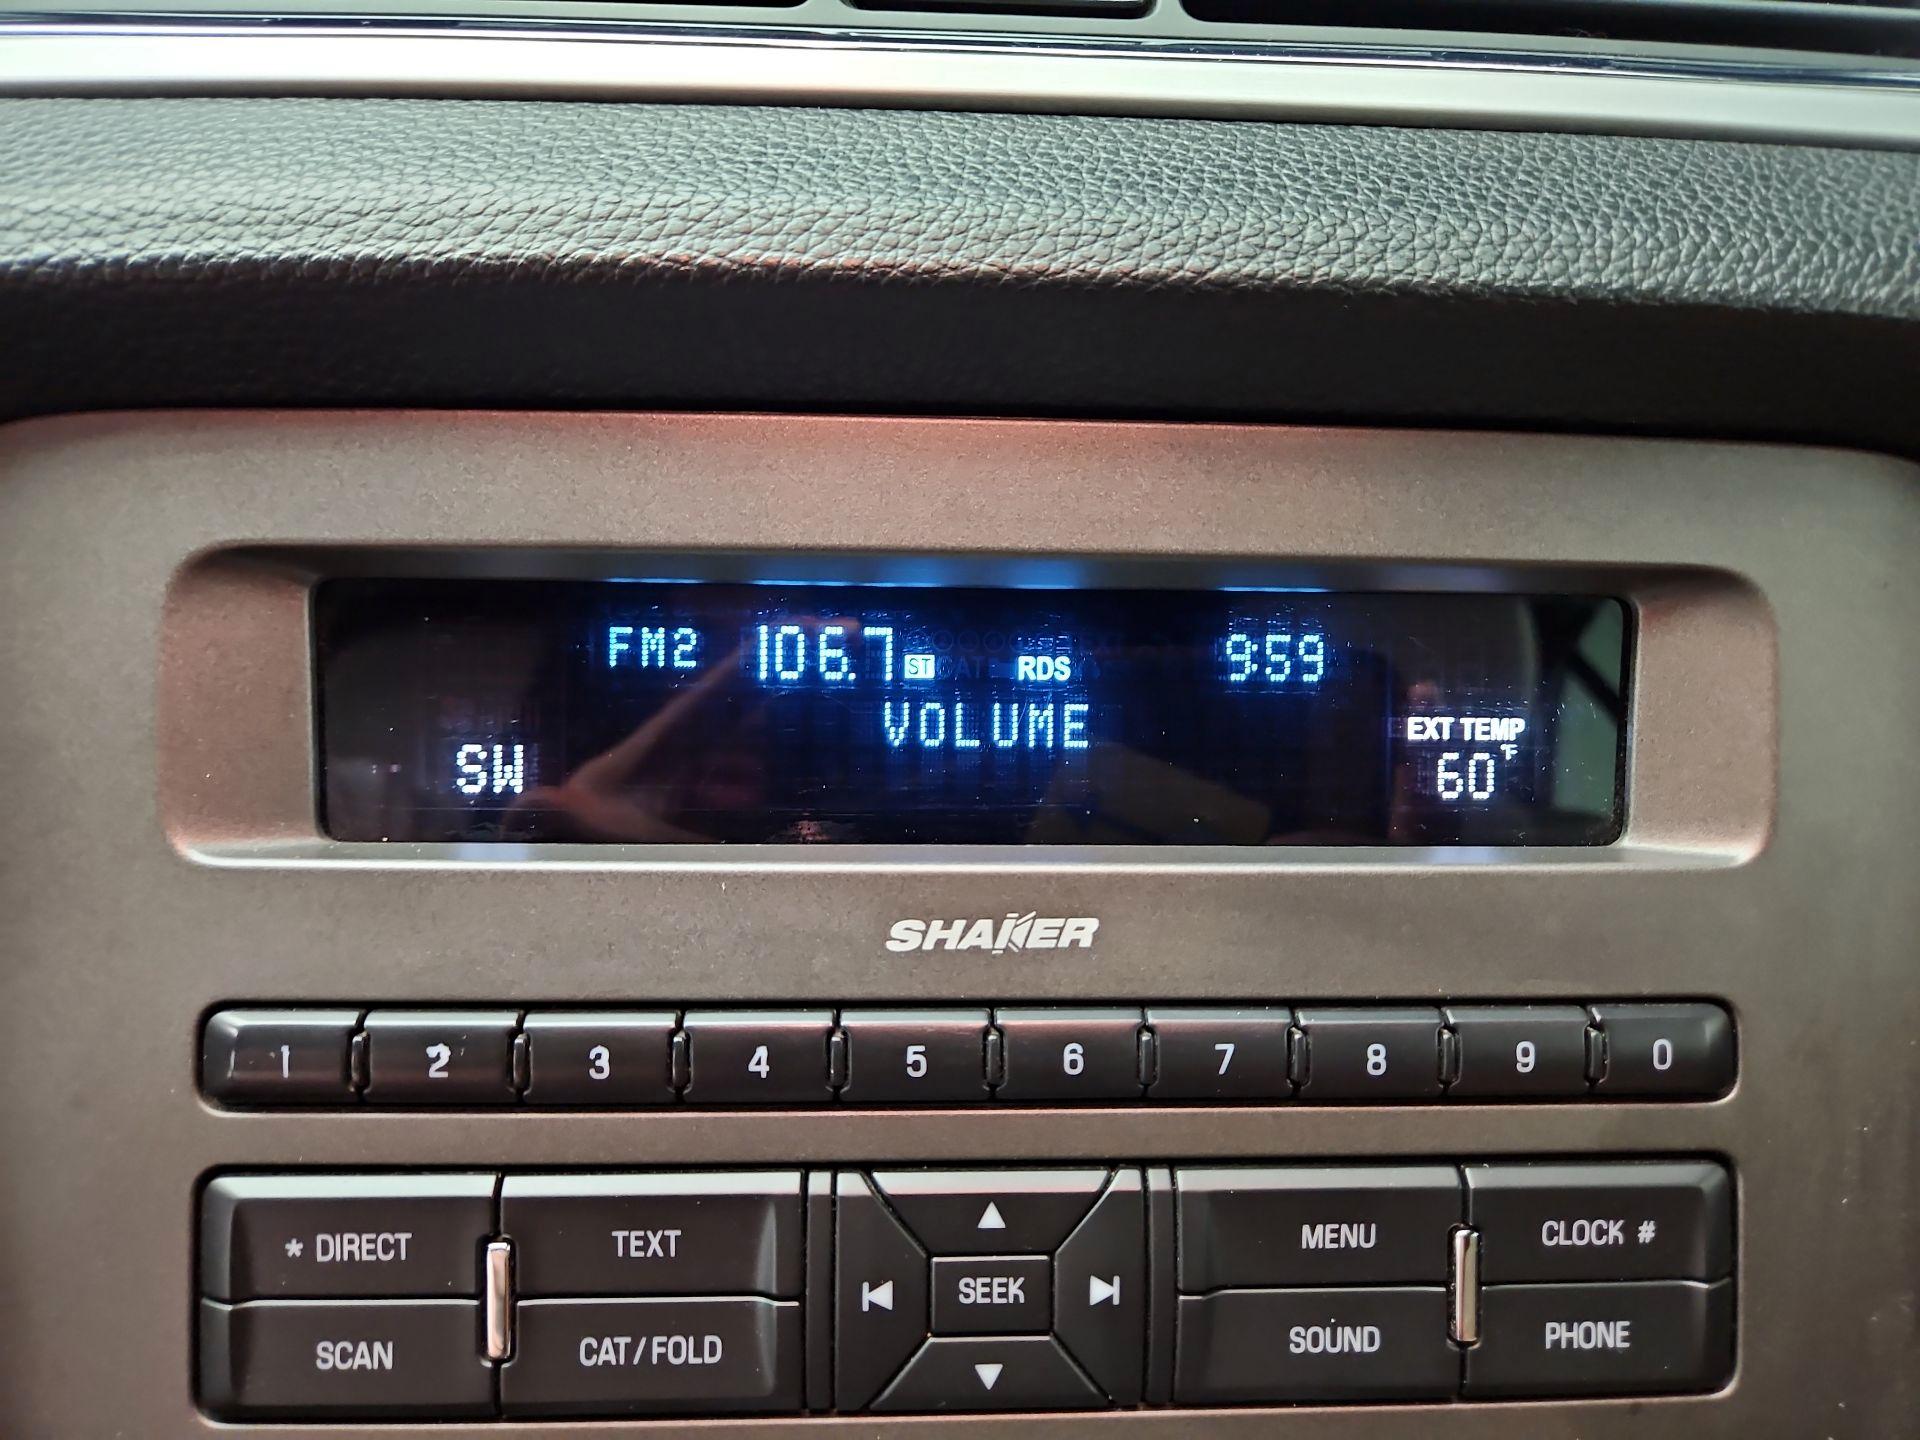 FM2 106.7 ST RDS 9:59
VOLUME
EXT TEMP
SW 60°F
SHAKER
1 2 3 4 5 6 7 8 9 0
* DIRECT TEXT MENU CLOCK #
SEEK
SCAN CAT/FOLD SOUND PHONE